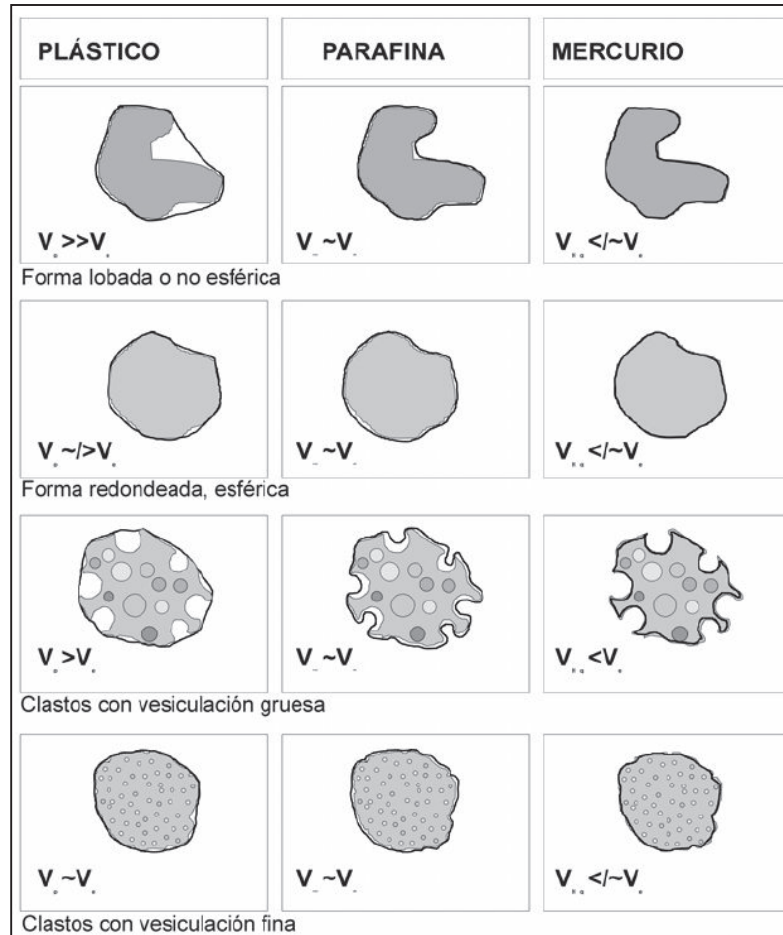 PLÁSTICO PARAFINA MERCURIO
V >>V V ~V V </~V
Forma lobada o no esférica
V ~/>V V ~V V </~V
Forma redondeada, esférica
V >V V ~V V <V
Clastos con vesiculación gruesa
V ~V V ~V V </~V
Clastos con vesiculación fina